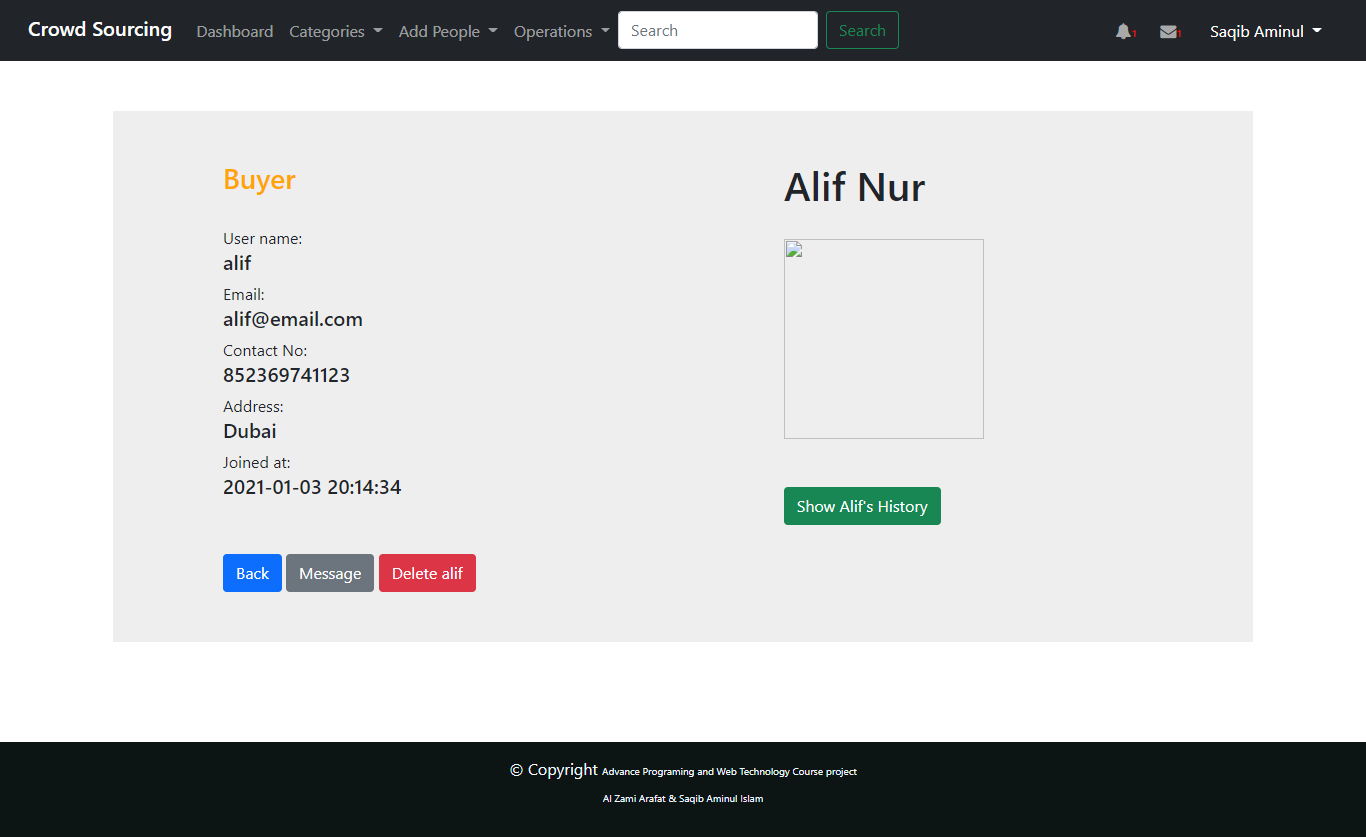 Crowd Sourcing Dashboard Categories Add People Operations Search Search 1 1 Saqib Aminul
Buyer
Alif Nur
User name:
alif
Email:
alif@email.com
Contact No:
852369741123
Address:
Dubai
Joined at:
2021-01-03 20:14:34
Show Alif's History
Back Message Delete alif
© Copyright Advance Programing and Web Technology Course project
Al Zami Arafat & Saqib Aminul Islam